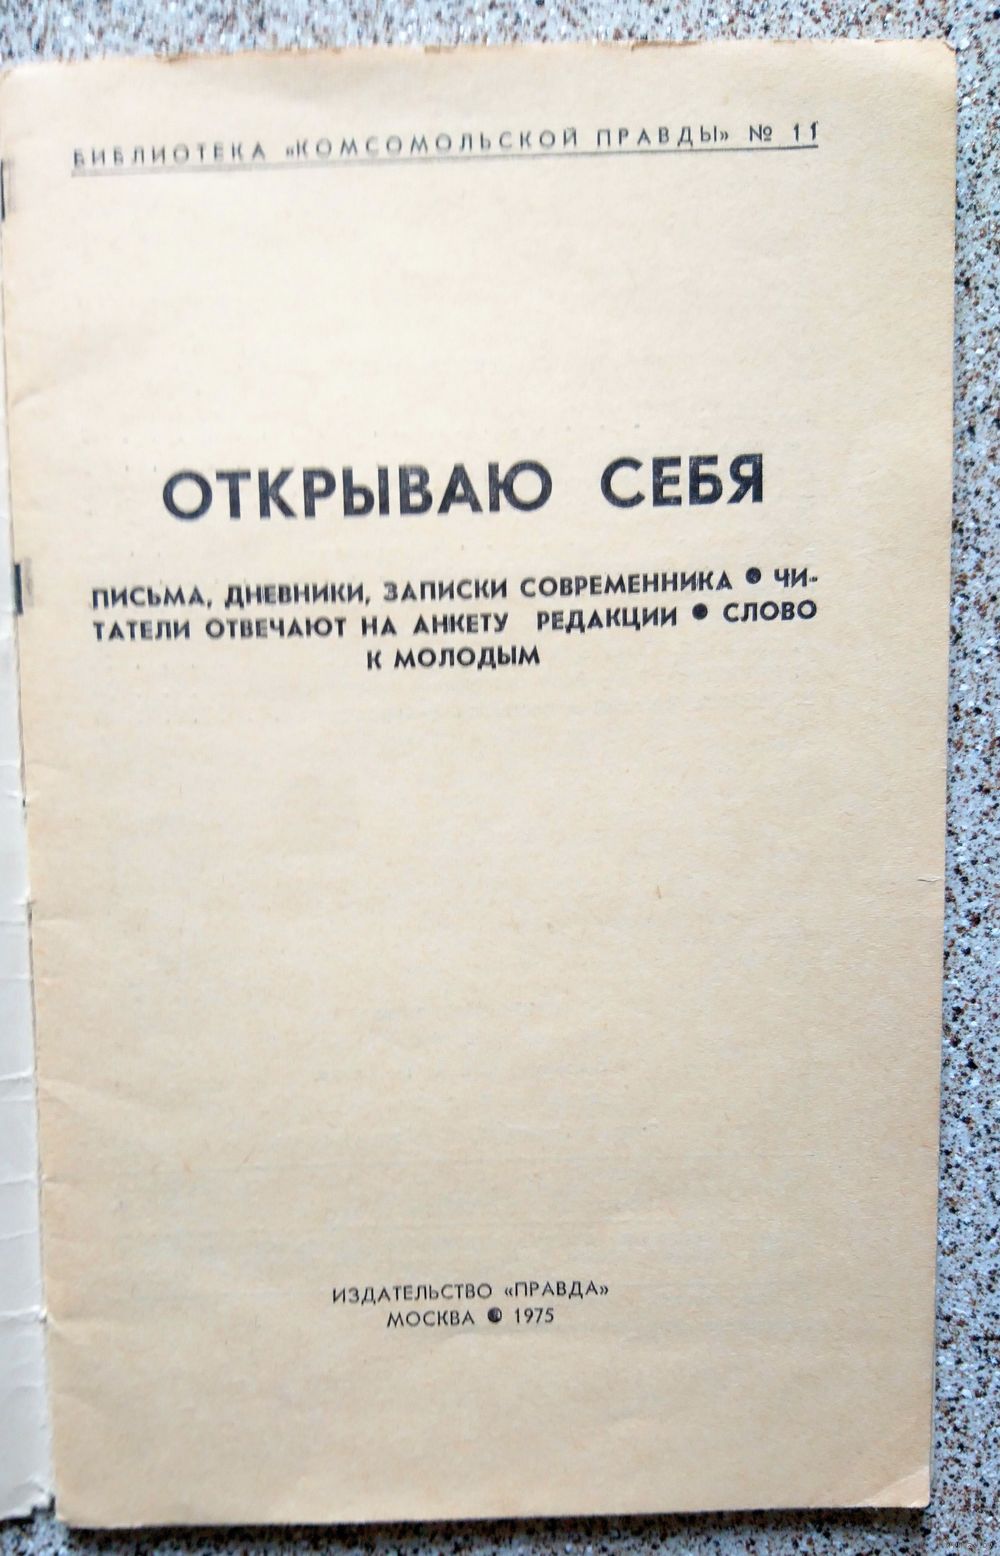 БИБЛИОТЕКА «КОМСОМОЛЬСКОЙ ПРАВДЫ» № 11
ОТКРЫВАЮ СЕБЯ
ПИСЬМА, ДНЕВНИКИ, ЗАПИСКИ СОВРЕМЕННИКА ● ЧИ-
ТАТЕЛИ ОТВЕЧАЮТ НА АНКЕТУ РЕДАКЦИИ ● СЛОВО
К МОЛОДЫМ
ИЗДАТЕЛЬСТВО «ПРАВДА»
МОСКВА ● 1975